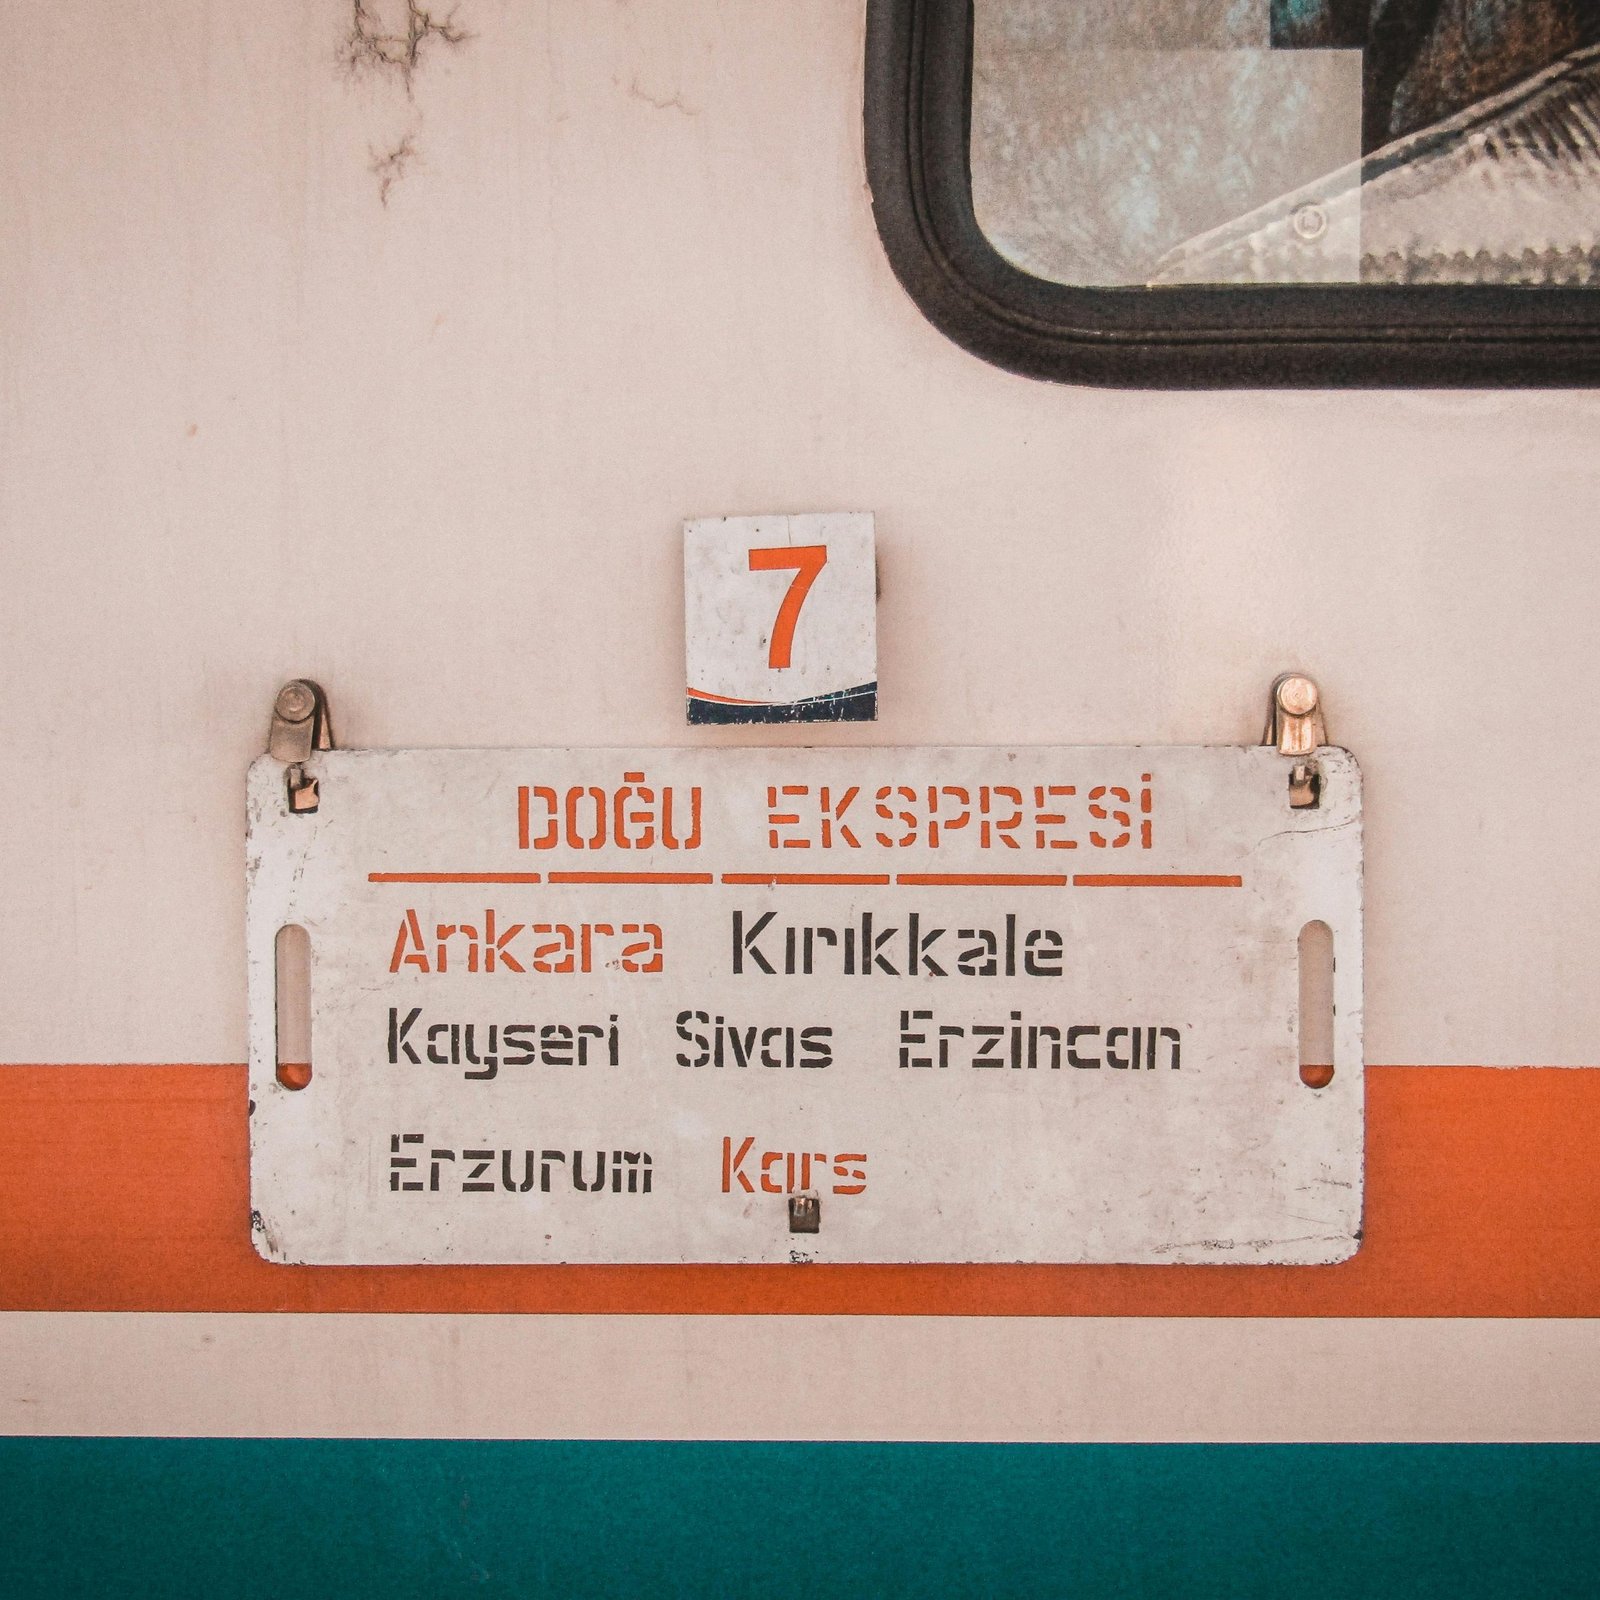 7
DOĞU EKSPRESİ
Ankara Kırıkkale
Kayseri Sivas Erzincan
Erzurum Kars